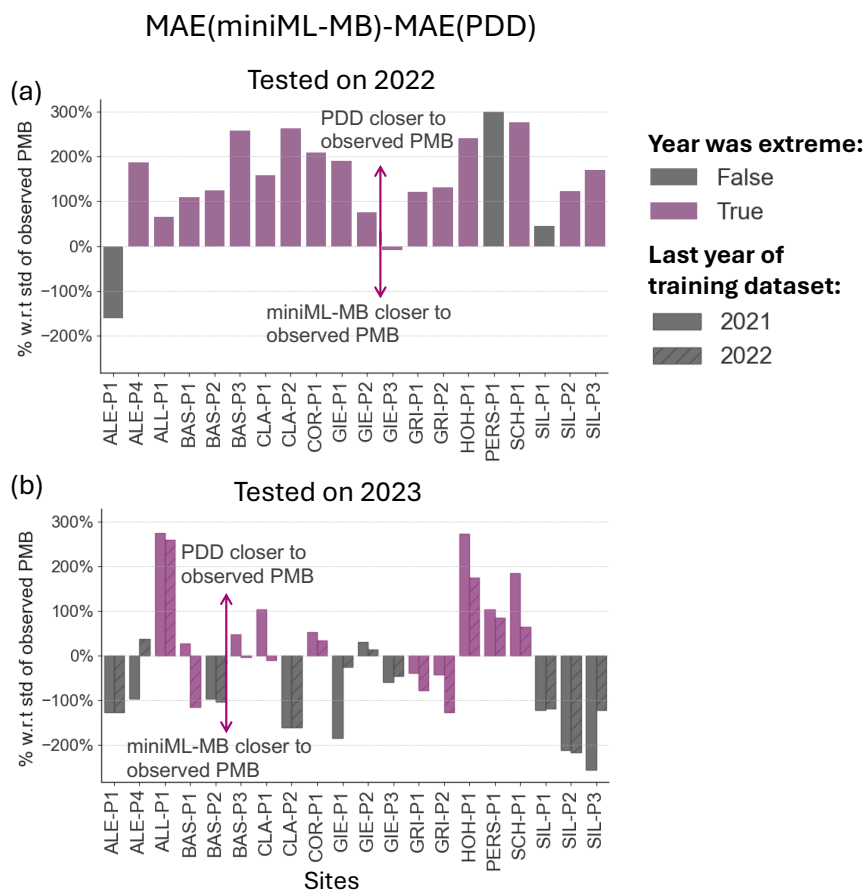 MAE(miniML-MB)-MAE(PDD)
(a)
Tested on 2022
% w.r.t std of observed PMB
300%
200%
100%
0%
−100%
−200%
PDD closer to
observed PMB
miniML-MB closer to
observed PMB
ALE-P1
ALE-P4
ALL-P1
BAS-P1
BAS-P2
BAS-P3
CLA-P1
CLA-P2
COR-P1
GIE-P1
GIE-P2
GIE-P3
GRI-P1
GRI-P2
HOH-P1
PERS-P1
SCH-P1
SIL-P1
SIL-P2
SIL-P3
Year was extreme:
False
True
Last year of
training dataset:
2021
2022
(b)
Tested on 2023
% w.r.t std of observed PMB
300%
200%
100%
0%
−100%
−200%
PDD closer to
observed PMB
miniML-MB closer to
observed PMB
ALE-P1
ALE-P4
ALL-P1
BAS-P1
BAS-P2
BAS-P3
CLA-P1
CLA-P2
COR-P1
GIE-P1
GIE-P2
GIE-P3
GRI-P1
GRI-P2
HOH-P1
PERS-P1
SCH-P1
SIL-P1
SIL-P2
SIL-P3
Sites